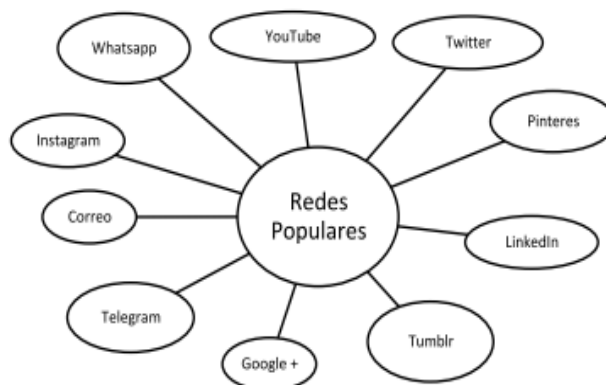 YouTube
Twitter
Whatsapp
Pinteres
Instagram
Redes
Populares
Correo
LinkedIn
Telegram
Tumblr
Google +